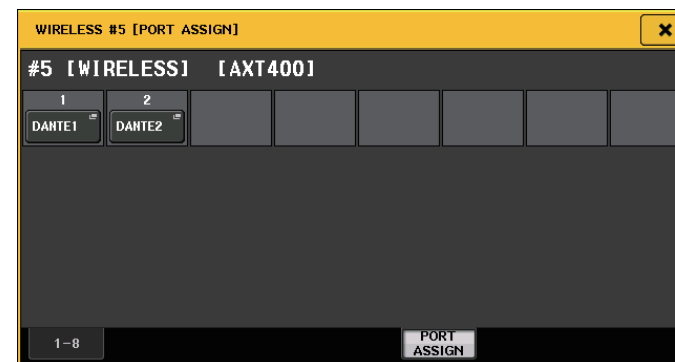 WIRELESS #5 [PORT ASSIGN]
#5 [WIRELESS] [AXT400]
1 2
DANTE1 DANTE2
1-8
PORT
ASSIGN